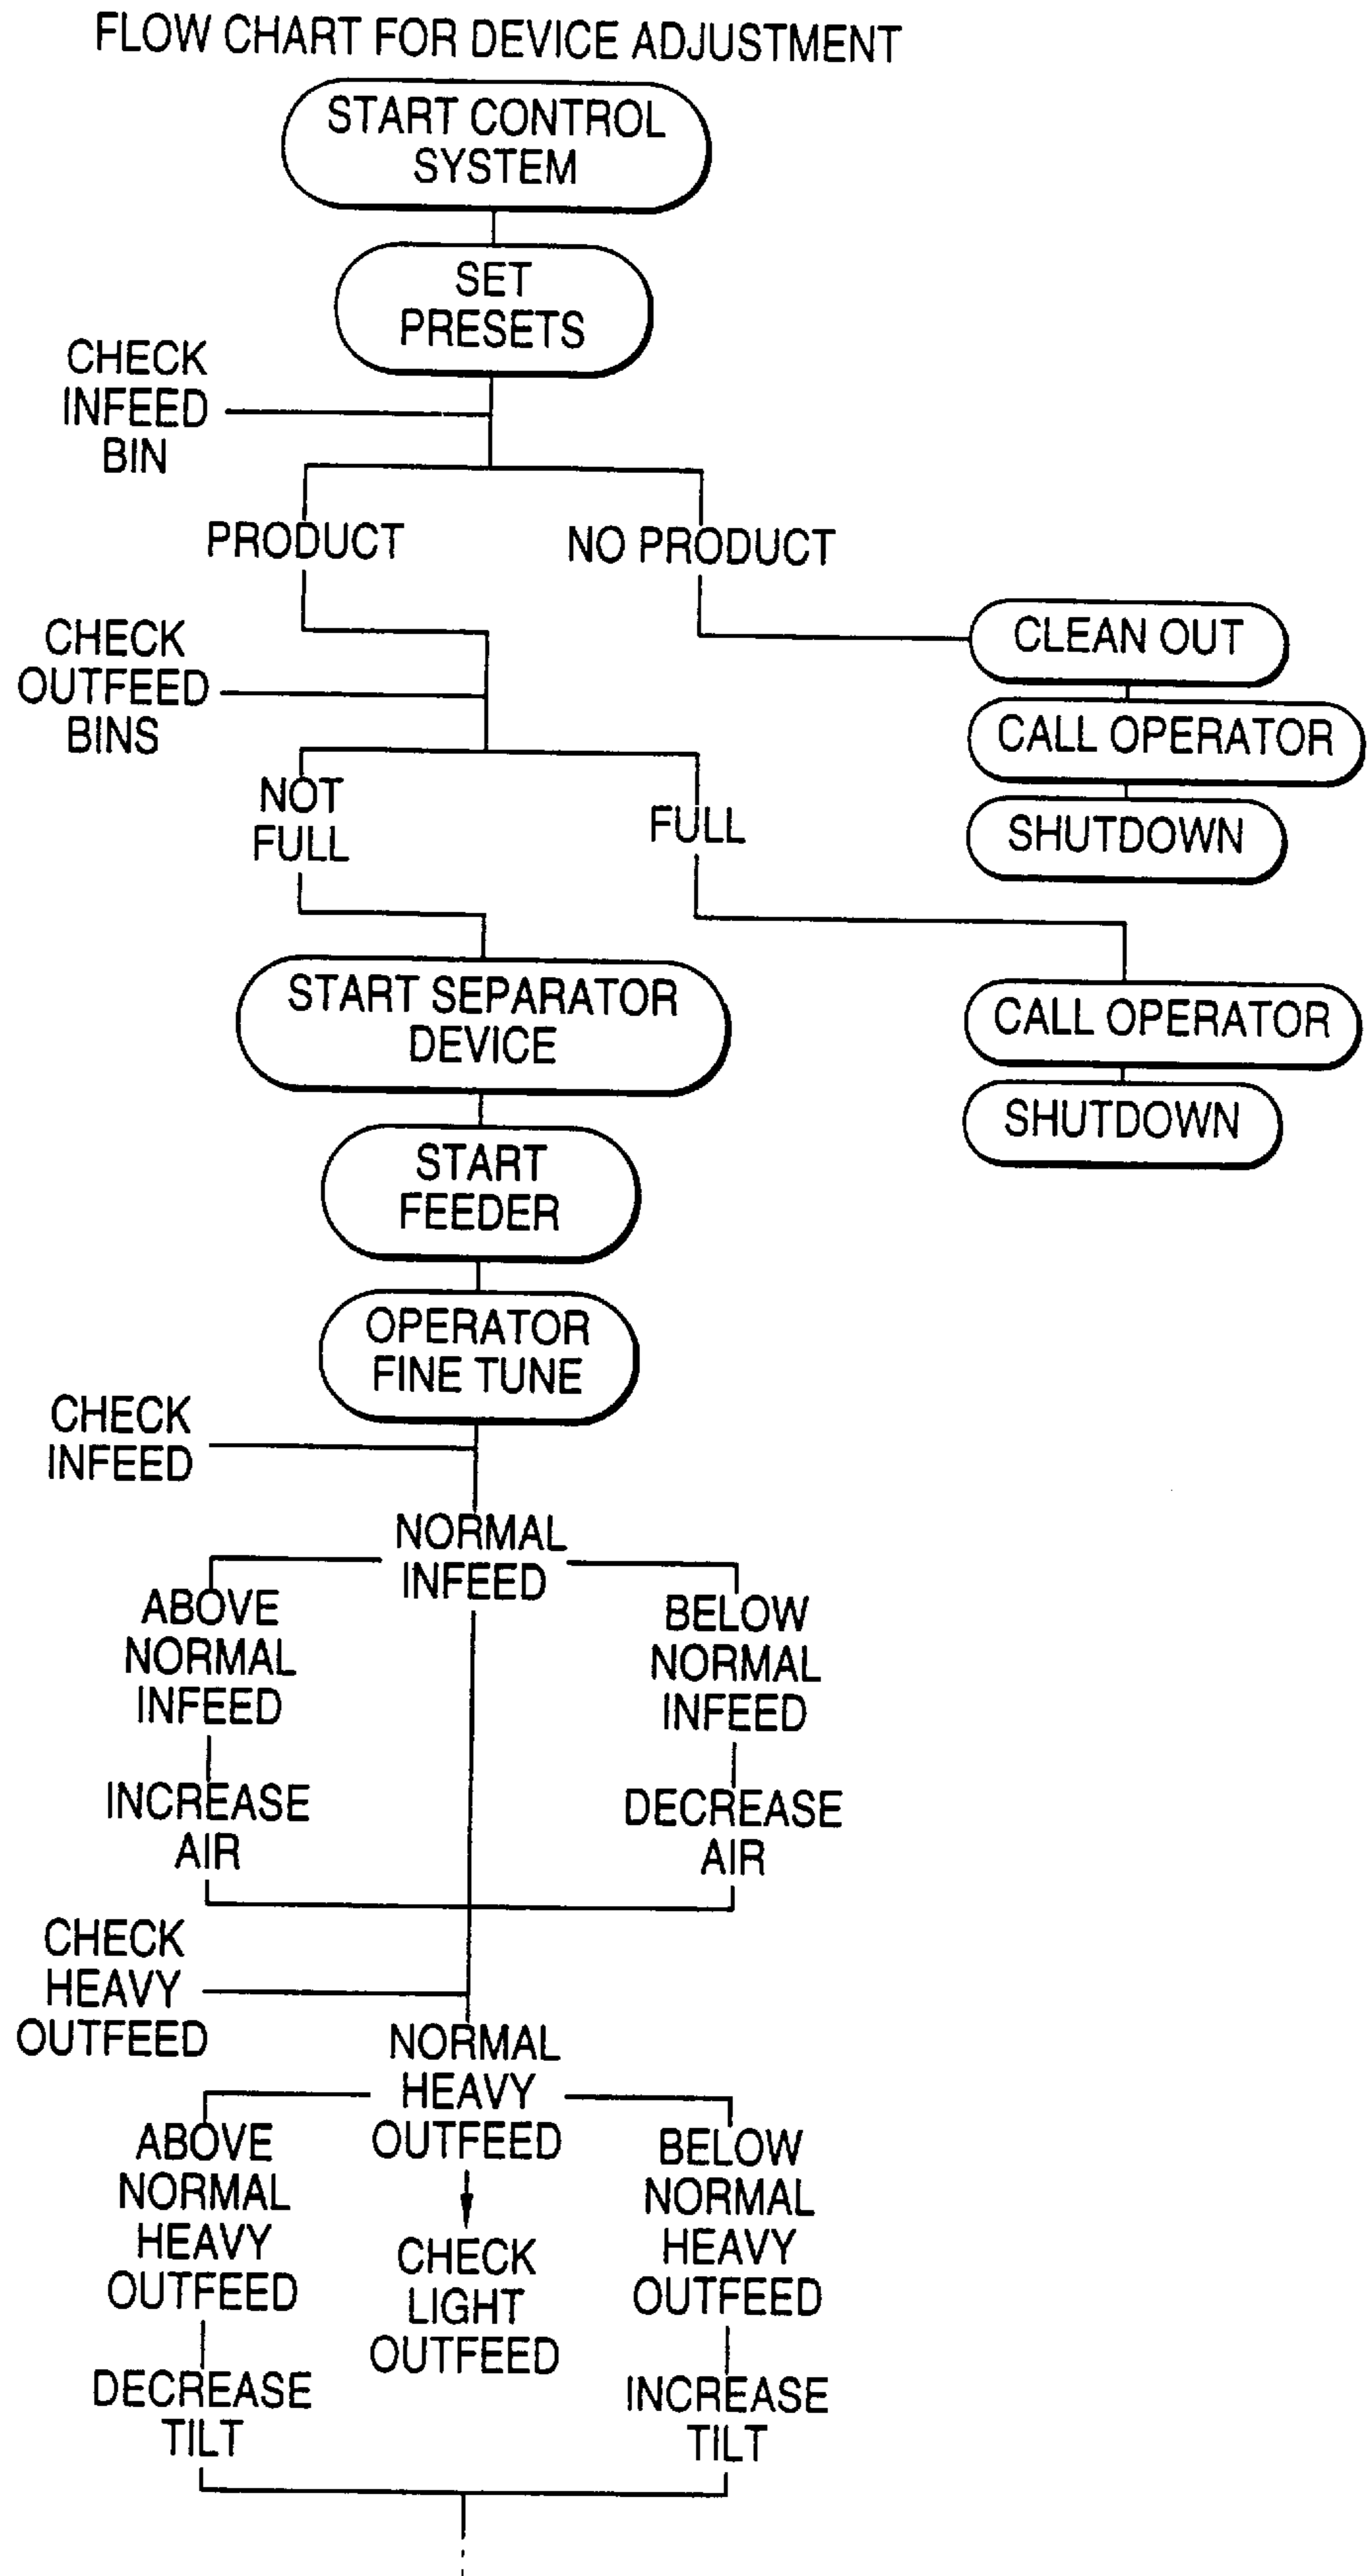 FLOW CHART FOR DEVICE ADJUSTMENT
START CONTROL
SYSTEM
SET
PRESETS
CHECK
INFEED
BIN
PRODUCT
NO PRODUCT
CLEAN OUT
CALL OPERATOR
SHUTDOWN
CHECK
OUTFEED
BINS
NOT
FULL
FULL
CALL OPERATOR
SHUTDOWN
START SEPARATOR
DEVICE
START
FEEDER
OPERATOR
FINE TUNE
CHECK
INFEED
NORMAL
INFEED
ABOVE
NORMAL
INFEED
INCREASE
AIR
BELOW
NORMAL
INFEED
DECREASE
AIR
CHECK
HEAVY
OUTFEED
NORMAL
HEAVY
OUTFEED
ABOVE
NORMAL
HEAVY
OUTFEED
DECREASE
TILT
CHECK
LIGHT
OUTFEED
BELOW
NORMAL
HEAVY
OUTFEED
INCREASE
TILT